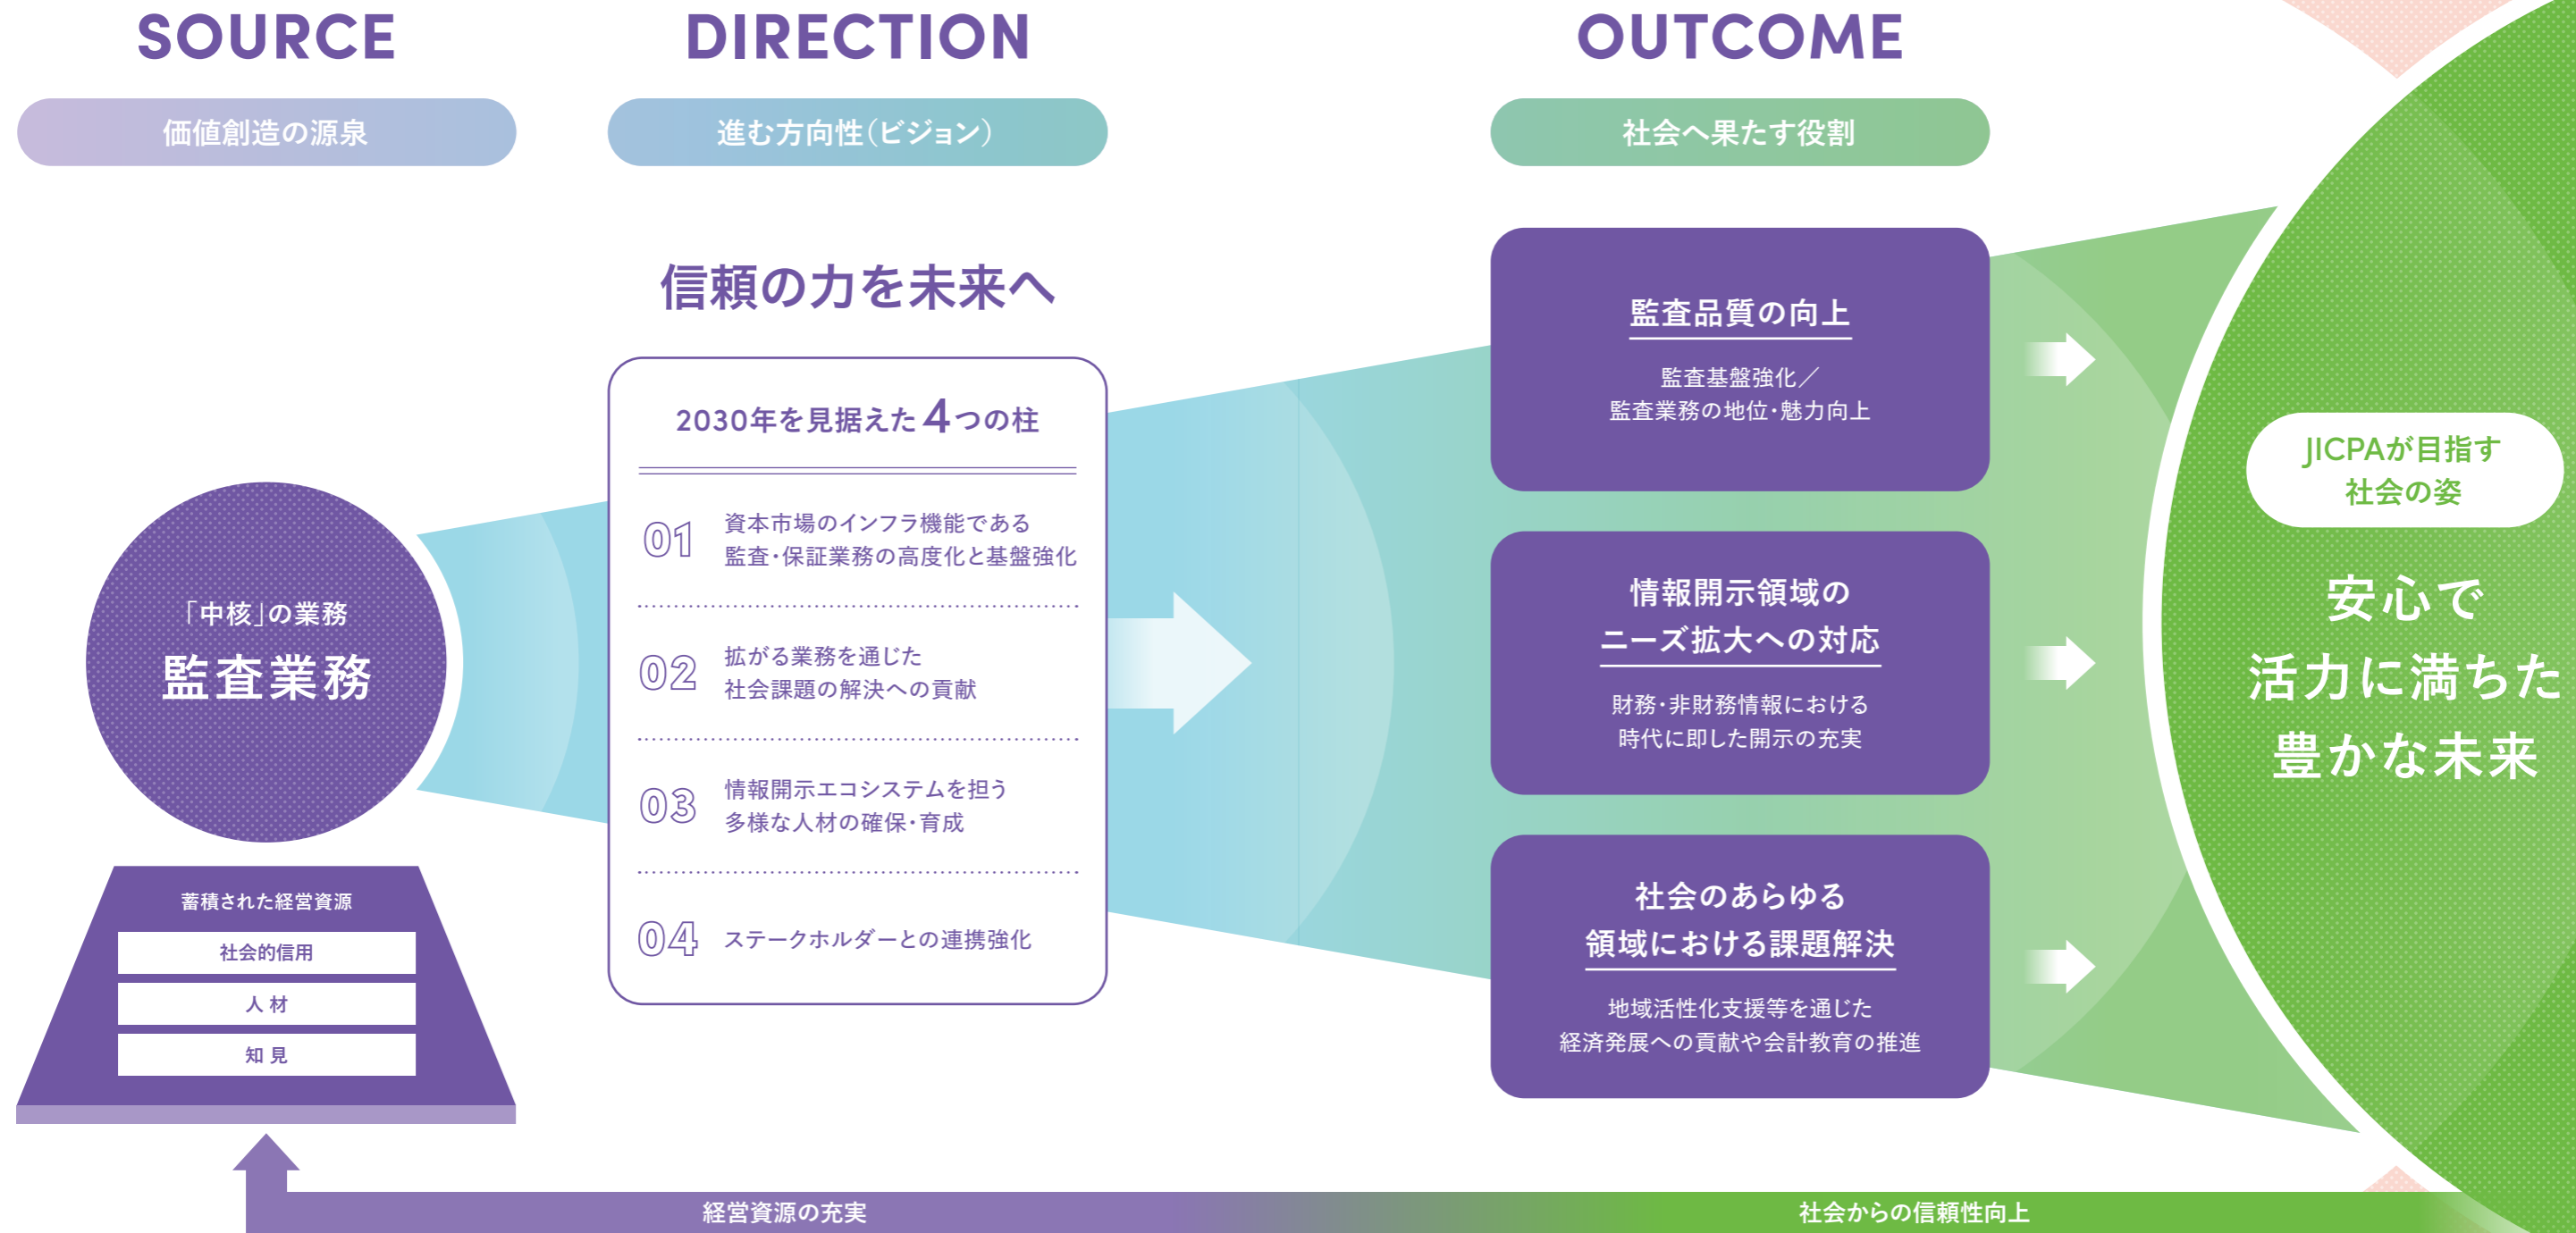 SOURCE
価値創造の源泉
「中核」の業務
監査業務
蓄積された経営資源
社会的信用
人材
知見
DIRECTION
進む方向性(ビジョン)
信頼の力を未来へ
2030年を見据えた4つの柱
01
資本市場のインフラ機能である
監査・保証業務の高度化と基盤強化
02
拡がる業務を通じた
社会課題の解決への貢献
03
情報開示エコシステムを担う
多様な人材の確保・育成
04
ステークホルダーとの連携強化
OUTCOME
社会へ果たす役割
監査品質の向上
監査基盤強化／
監査業務の地位・魅力向上
情報開示領域の
ニーズ拡大への対応
財務・非財務情報における
時代に即した開示の充実
社会のあらゆる
領域における課題解決
地域活性化支援等を通じた
経済発展への貢献や会計教育の推進
JICPAが目指す
社会の姿
安心で
活力に満ちた
豊かな未来
経営資源の充実
社会からの信頼性向上